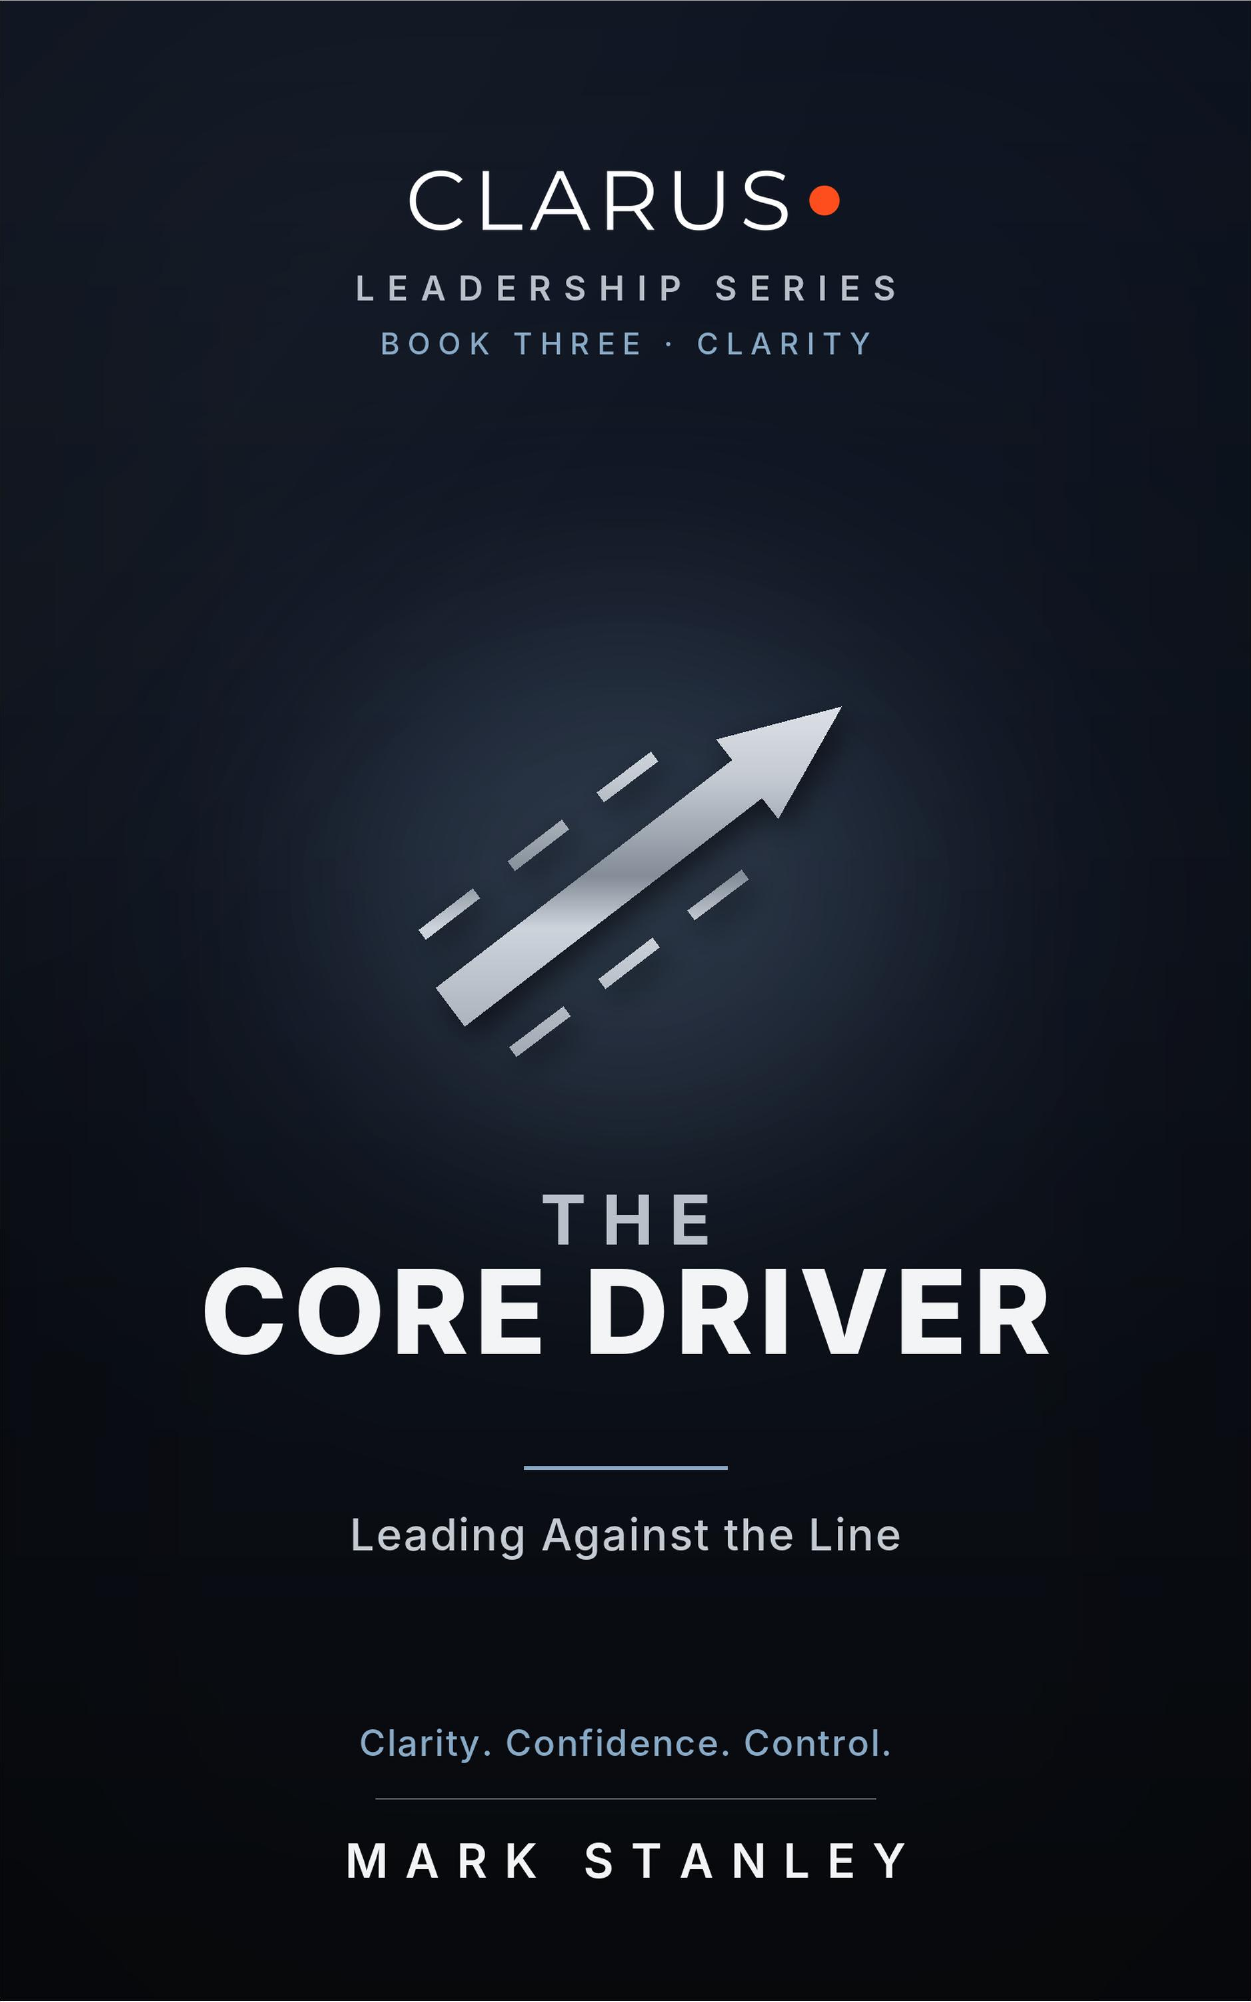 CLARUS
LEADERSHIP SERIES
BOOK THREE · CLARITY
THE
CORE DRIVER
Leading Against the Line
Clarity. Confidence. Control.
MARK STANLEY